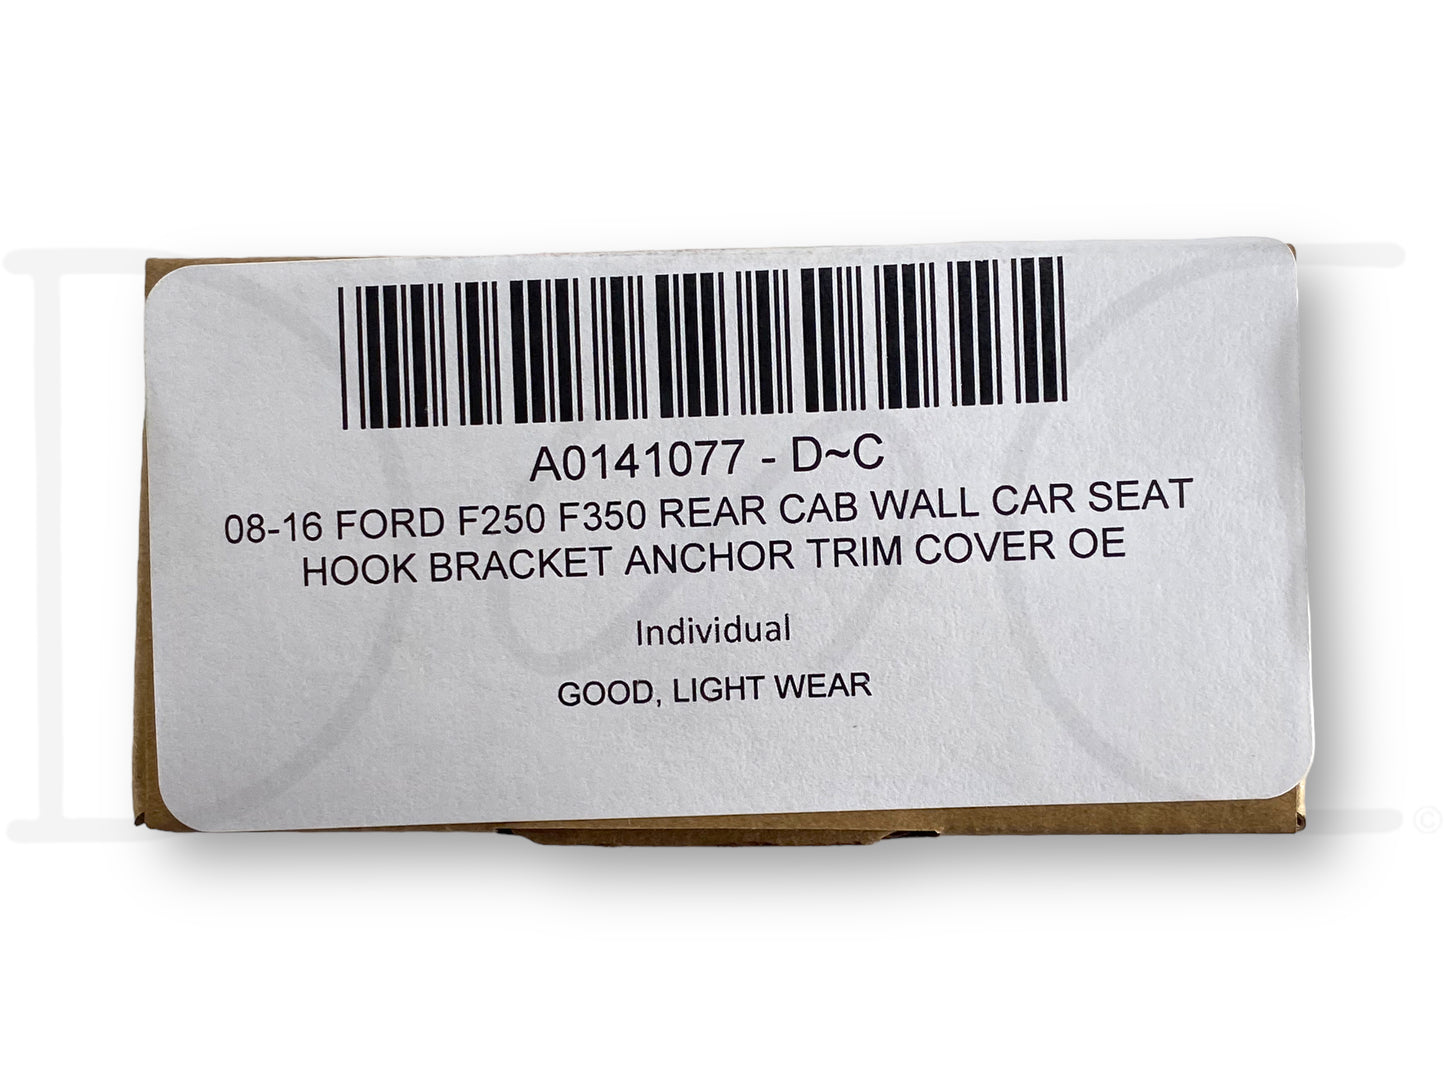 A0141077 - D~C
08-16 FORD F250 F350 REAR CAB WALL CAR SEAT
HOOK BRACKET ANCHOR TRIM COVER OE
Individual
GOOD, LIGHT WEAR
©